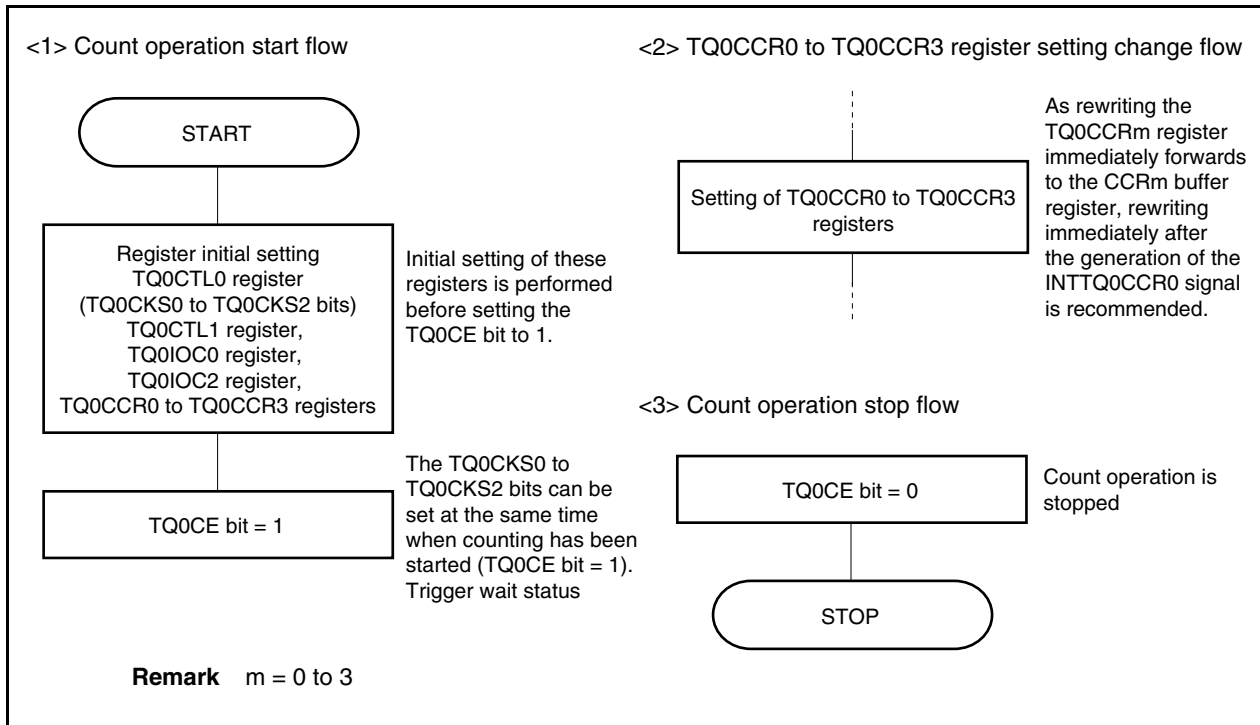 <1> Count operation start flow
START
Register initial setting
TQ0CTL0 register
(TQ0CKS0 to TQ0CKS2 bits)
TQ0CTL1 register,
TQ0IOC0 register,
TQ0IOC2 register,
TQ0CCR0 to TQ0CCR3 registers
Initial setting of these
registers is performed
before setting the
TQ0CE bit to 1.
TQ0CE bit = 1
The TQ0CKS0 to
TQ0CKS2 bits can be
set at the same time
when counting has been
started (TQ0CE bit = 1).
Trigger wait status
<2> TQ0CCR0 to TQ0CCR3 register setting change flow
Setting of TQ0CCR0 to TQ0CCR3
registers
As rewriting the
TQ0CCRm register
immediately forwards
to the CCRm buffer
register, rewriting
immediately after
the generation of the
INTTQ0CCR0 signal
is recommended.
<3> Count operation stop flow
TQ0CE bit = 0
Count operation is
stopped
STOP
Remark m = 0 to 3